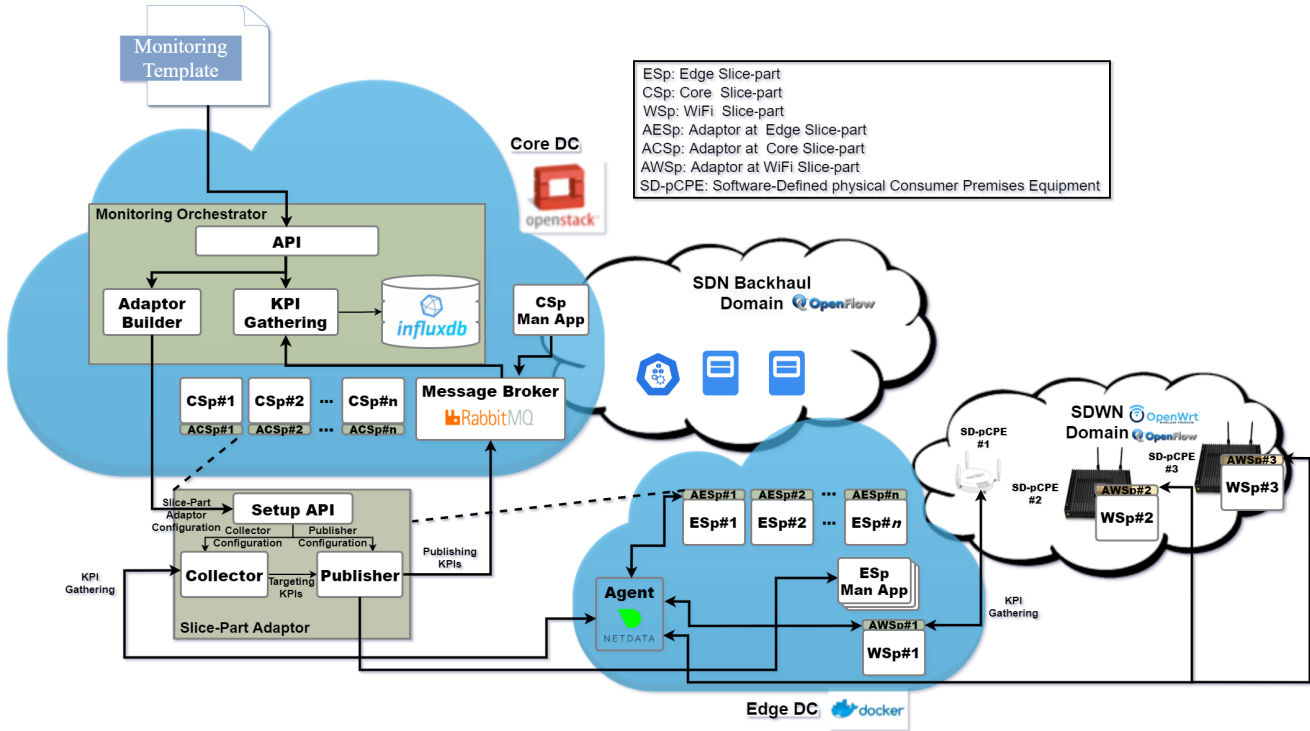 Monitoring
Template
ESp: Edge Slice-part
CSp: Core Slice-part
WSp: WiFi Slice-part
AESp: Adaptor at Edge Slice-part
ACSp: Adaptor at Core Slice-part
AWSp: Adaptor at WiFi Slice-part
SD-pCPE: Software-Defined physical Consumer Premises Equipment
Core DC
openstack
Monitoring Orchestrator
API
Adaptor
Builder
KPI
Gathering
influxdb
CSp
Man App
SDN Backhaul
Domain OpenFlow
CSp#1
CSp#2
...
CSp#n
ACSp#1
ACSp#2
...
ACSp#n
Message Broker
RabbitMQ
SDWN OpenWrt
Domain OpenFlow
SD-pCPE
#1
SD-pCPE
#2
SD-pCPE
#3
AWSp#2
WSp#2
AWSp#3
WSp#3
Slice-Part
Adaptor
Configuration
Setup API
Collector
Configuration
Publisher
Configuration
Collector
Targeting
KPIs
Publisher
Slice-Part Adaptor
KPI
Gathering
Publishing
KPIs
AESp#1
AESp#2
...
AESp#n
ESp#1
ESp#2
...
ESp#n
Agent
NETDATA
ESp
Man App
AWSp#1
WSp#1
KPI
Gathering
Edge DC
docker